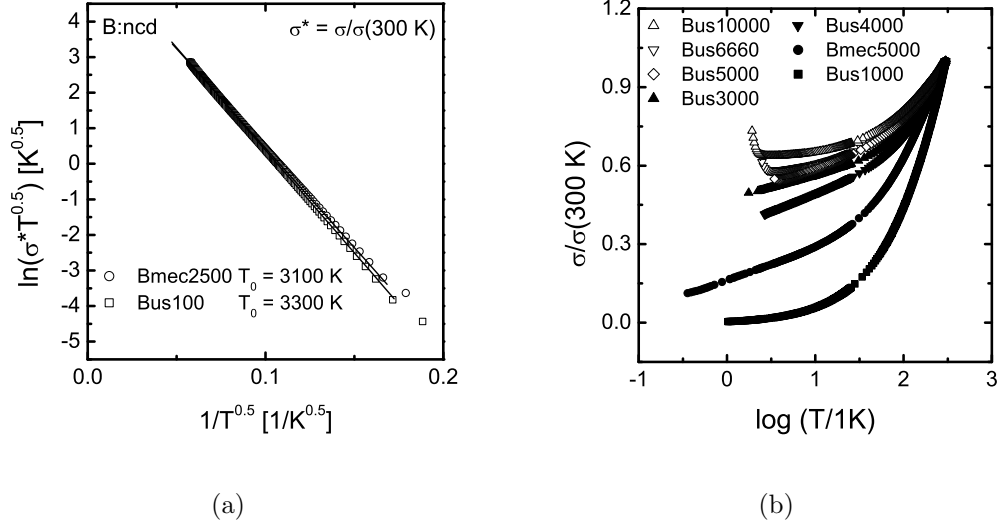 B:ncd
σ* = σ/σ(300 K)
ln(σ*T^0.5) [K^0.5]
4
3
2
1
0
-1
-2
-3
-4
-5
Bmec2500 T_0 = 3100 K
Bus100 T_0 = 3300 K
0.0 0.1 0.2
1/T^0.5 [1/K^0.5]
(a)
σ/σ(300 K)
1.2
0.9
0.6
0.3
0.0
Bus10000 Bus4000
Bus6660 Bmec5000
Bus5000 Bus1000
Bus3000
-1 0 1 2 3
log (T/1K)
(b)